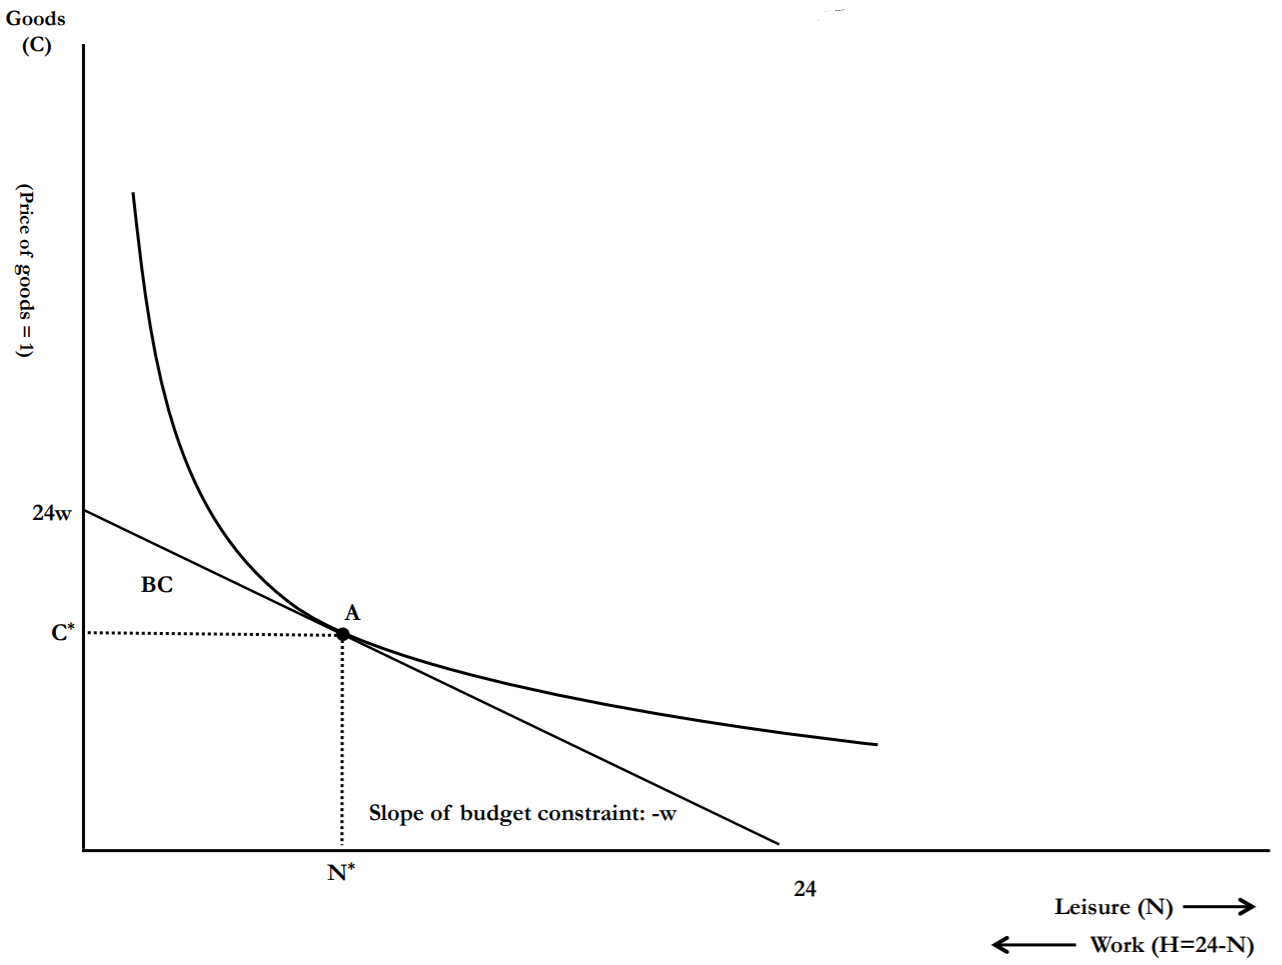 Goods
(C)
(Price of goods = 1)
24w
BC
A
C*
Slope of budget constraint: -w
N*
24
Leisure (N)
Work (H=24-N)